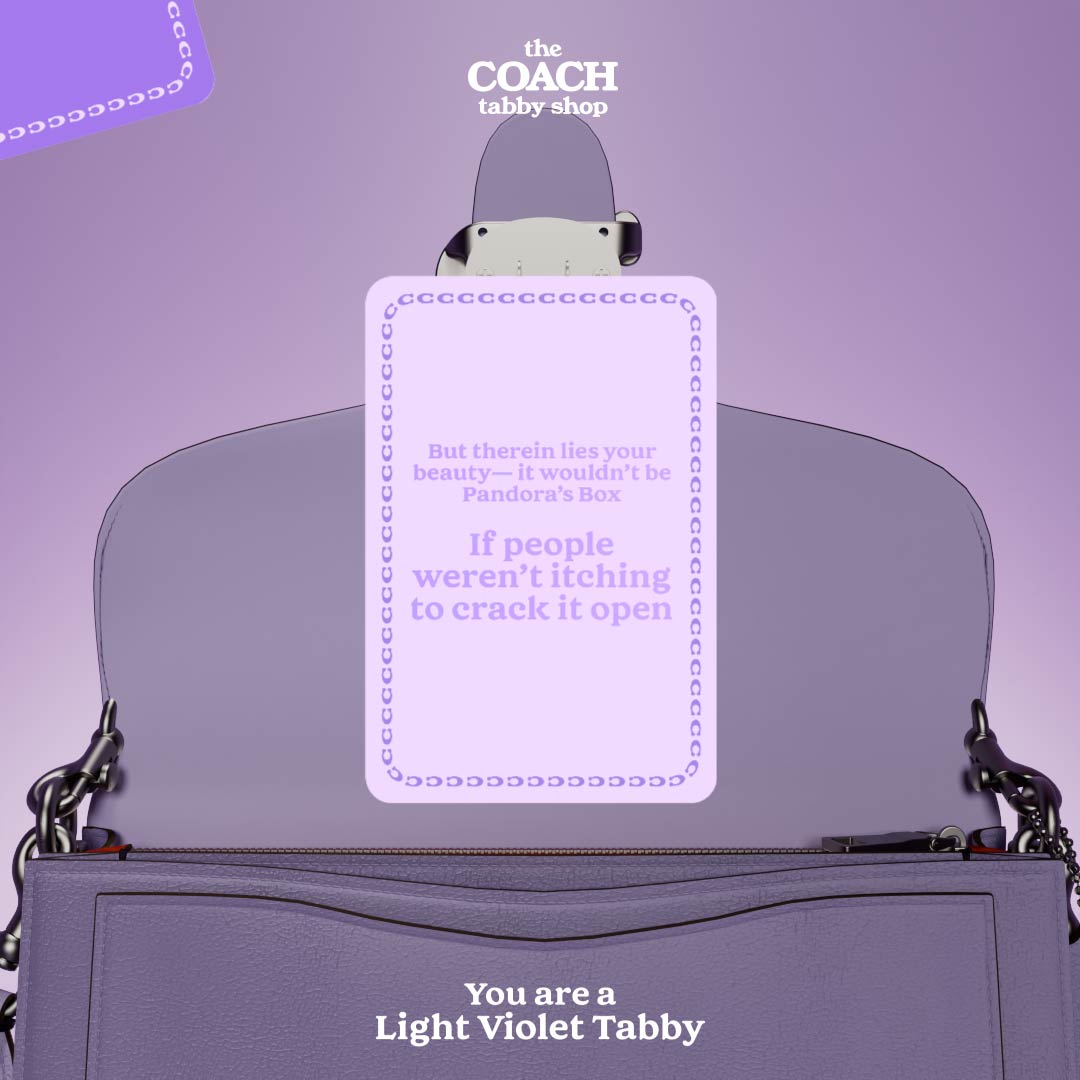 the
COACH
tabby shop
But therein lies your
beauty— it wouldn't be
Pandora's Box
If people
weren't itching
to crack it open
You are a
Light Violet Tabby